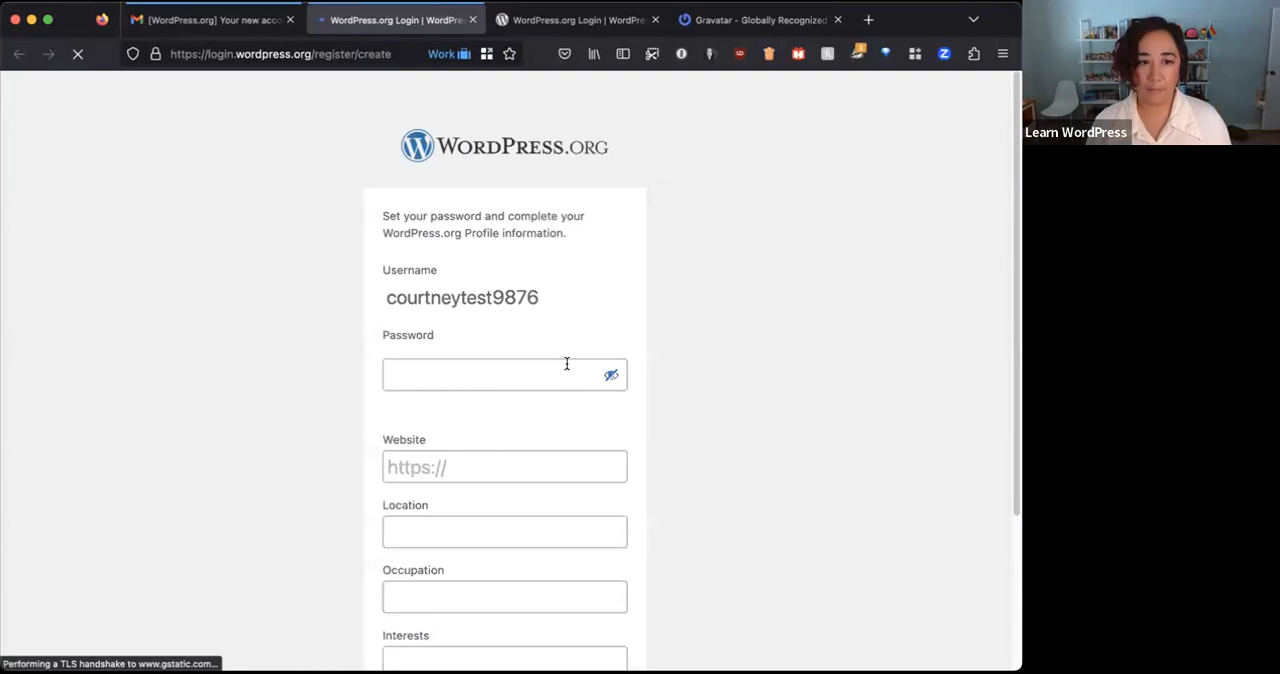 [WordPress.org] Your new acco
WordPress.org Login | WordPre
WordPress.org Login | WordPre
Gravatar - Globally Recognized
https://login.wordpress.org/register/create
Work
WORDPRESS.ORG
Set your password and complete your
WordPress.org Profile information.
Username
courtneytest9876
Password
Website
https://
Location
Occupation
Interests
Performing a TLS handshake to www.gstatic.com...
Learn WordPress